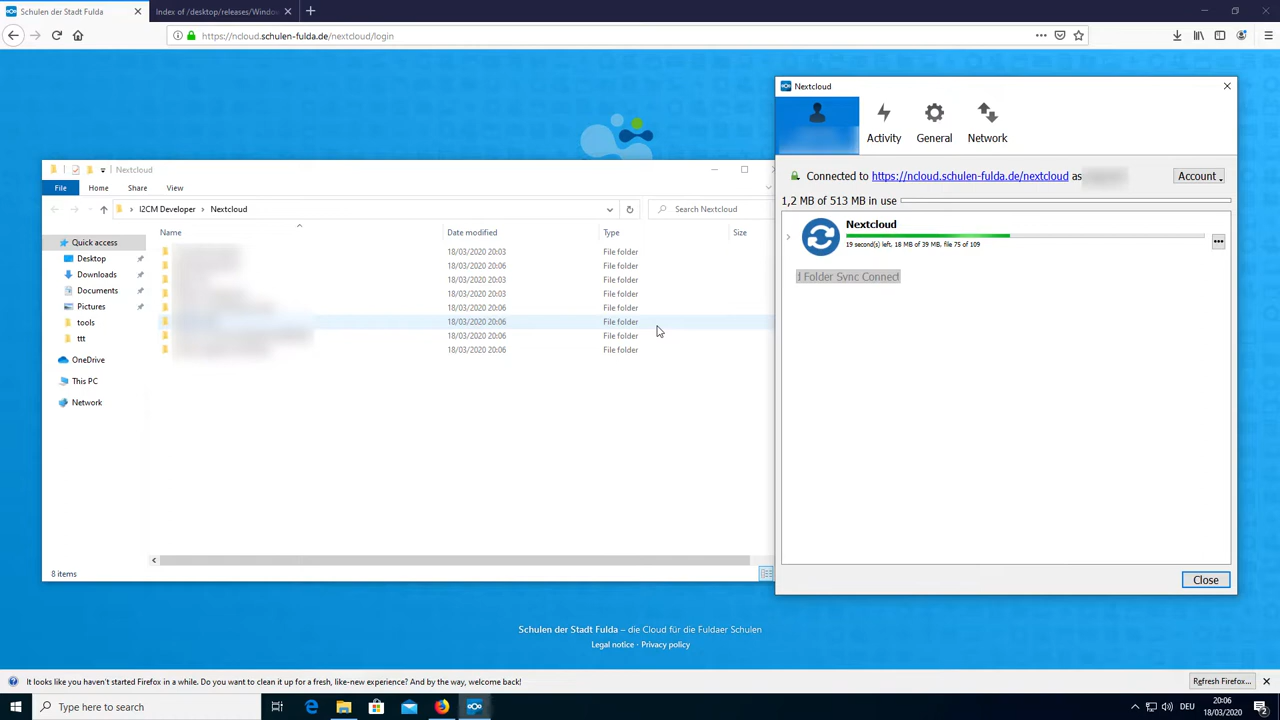 Schulen der Stadt Fulda
Index of /desktop/releases/Window
https://ncloud.schulen-fulda.de/nextcloud/login
Nextcloud
Activity
General
Network
Connected to https://ncloud.schulen-fulda.de/nextcloud as
Account
1,2 MB of 513 MB in use
Nextcloud
19 second(s) left, 18 MB of 39 MB, file 75 of 109
Folder Sync Connect
Close
Nextcloud
File
Home
Share
View
I2CM Developer
Nextcloud
Search Nextcloud
Name
Date modified
Type
Size
18/03/2020 20:03 File folder
18/03/2020 20:06 File folder
18/03/2020 20:03 File folder
18/03/2020 20:03 File folder
18/03/2020 20:06 File folder
18/03/2020 20:06 File folder
18/03/2020 20:06 File folder
18/03/2020 20:06 File folder
Quick access
Desktop
Downloads
Documents
Pictures
tools
ttt
OneDrive
This PC
Network
8 items
Schulen der Stadt Fulda – die Cloud für die Fuldaer Schulen
Legal notice · Privacy policy
It looks like you haven't started Firefox in a while. Do you want to clean it up for a fresh, like-new experience? And by the way, welcome back!
Refresh Firefox...
Type here to search
DEU
20:06
18/03/2020
2